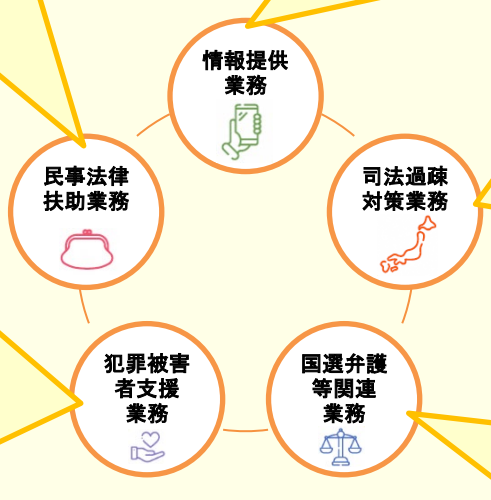 情報提供
業務
民事法律
扶助業務
司法過疎
対策業務
犯罪被害
者支援
業務
国選弁護
等関連
業務